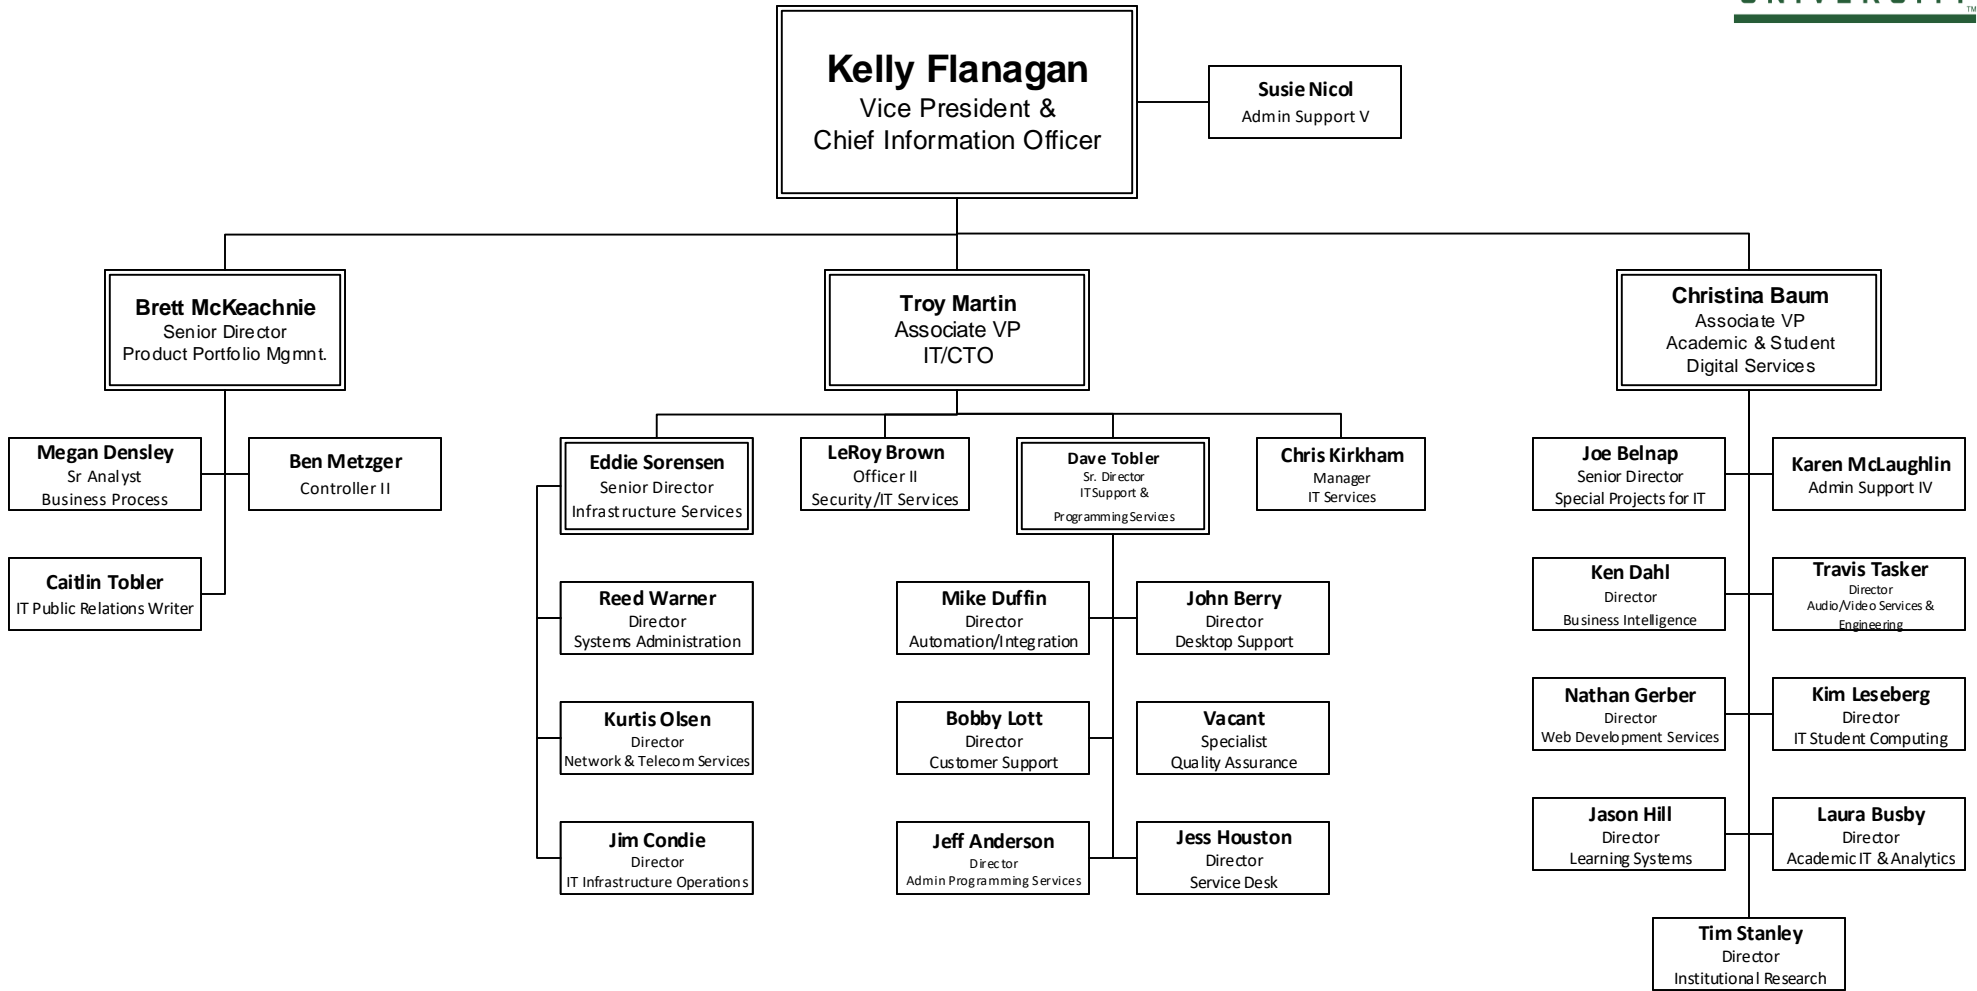 UNIVERSITY™
Kelly Flanagan
Vice President &
Chief Information Officer
Susie Nicol
Admin Support V
Brett McKeachnie
Senior Director
Product Portfolio Mgmnt.
Troy Martin
Associate VP
IT/CTO
Christina Baum
Associate VP
Academic & Student
Digital Services
Megan Densley
Sr Analyst
Business Process
Ben Metzger
Controller II
Caitlin Tobler
IT Public Relations Writer
Eddie Sorensen
Senior Director
Infrastructure Services
LeRoy Brown
Officer II
Security/IT Services
Dave Tobler
Sr. Director
IT Support &
Programming Services
Chris Kirkham
Manager
IT Services
Reed Warner
Director
Systems Administration
Kurtis Olsen
Director
Network & Telecom Services
Jim Condie
Director
IT Infrastructure Operations
Mike Duffin
Director
Automation/Integration
John Berry
Director
Desktop Support
Bobby Lott
Director
Customer Support
Vacant
Specialist
Quality Assurance
Jeff Anderson
Director
Admin Programming Services
Jess Houston
Director
Service Desk
Joe Belnap
Senior Director
Special Projects for IT
Karen McLaughlin
Admin Support IV
Ken Dahl
Director
Business Intelligence
Travis Tasker
Director
Audio/Video Services &
Engineering
Nathan Gerber
Director
Web Development Services
Kim Leseberg
Director
IT Student Computing
Jason Hill
Director
Learning Systems
Laura Busby
Director
Academic IT & Analytics
Tim Stanley
Director
Institutional Research